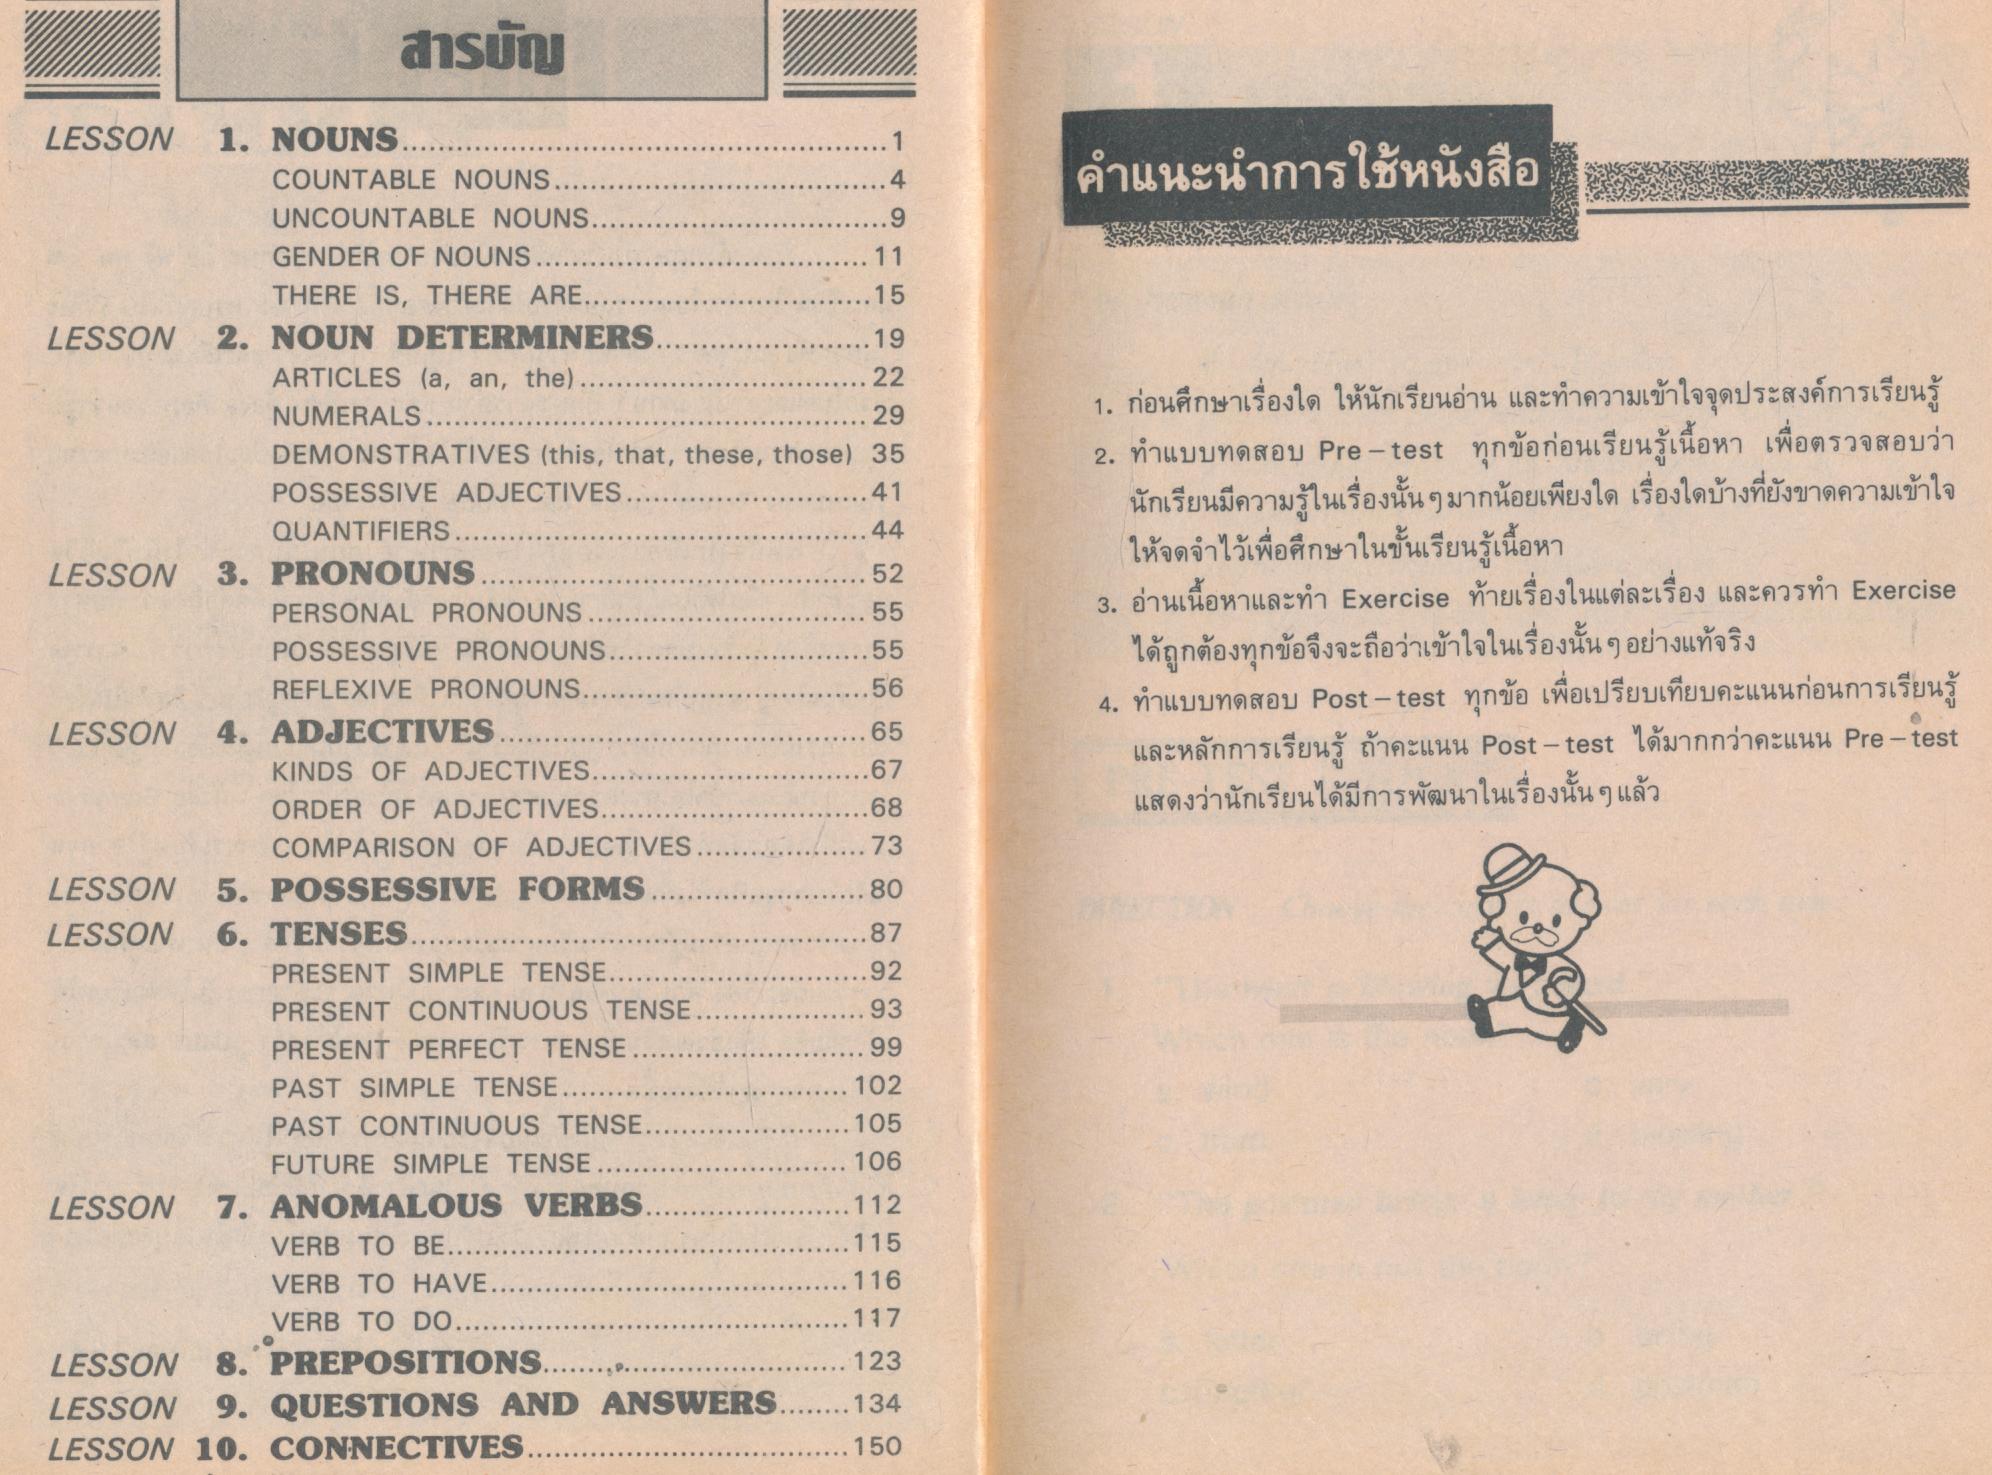 สารบัญ
LESSON 1. NOUNS................1
COUNTABLE NOUNS................4
UNCOUNTABLE NOUNS................9
GENDER OF NOUNS................11
THERE IS, THERE ARE................15
LESSON 2. NOUN DETERMINERS................19
ARTICLES (a, an, the)................22
NUMERALS................29
DEMONSTRATIVES (this, that, these, those) 35
POSSESSIVE ADJECTIVES................41
QUANTIFIERS................44
LESSON 3. PRONOUNS................52
PERSONAL PRONOUNS................55
POSSESSIVE PRONOUNS................55
REFLEXIVE PRONOUNS................56
LESSON 4. ADJECTIVES................65
KINDS OF ADJECTIVES................67
ORDER OF ADJECTIVES................68
COMPARISON OF ADJECTIVES................73
LESSON 5. POSSESSIVE FORMS................80
LESSON 6. TENSES................87
PRESENT SIMPLE TENSE................92
PRESENT CONTINUOUS TENSE................93
PRESENT PERFECT TENSE................99
PAST SIMPLE TENSE................102
PAST CONTINUOUS TENSE................105
FUTURE SIMPLE TENSE................106
LESSON 7. ANOMALOUS VERBS................112
VERB TO BE................115
VERB TO HAVE................116
VERB TO DO................117
LESSON 8. PREPOSITIONS................123
LESSON 9. QUESTIONS AND ANSWERS................134
LESSON 10. CONNECTIVES................150
คำแนะนำการใช้หนังสือ
1. ก่อนศึกษาเรื่องใด ให้นักเรียนอ่าน และทำความเข้าใจจุดประสงค์การเรียนรู้
2. ทำแบบทดสอบ Pre – test ทุกข้อก่อนเรียนรู้เนื้อหา เพื่อตรวจสอบว่า
นักเรียนมีความรู้ในเรื่องนั้น ๆ มากน้อยเพียงใด เรื่องใดบ้างที่ยังขาดความเข้าใจ
ให้จดจำไว้เพื่อศึกษาในขั้นเรียนรู้เนื้อหา
3. อ่านเนื้อหาและทำ Exercise ท้ายเรื่องในแต่ละเรื่อง และควรทำ Exercise
ได้ถูกต้องทุกข้อจึงจะถือว่าเข้าใจในเรื่องนั้น ๆ อย่างแท้จริง
4. ทำแบบทดสอบ Post – test ทุกข้อ เพื่อเปรียบเทียบคะแนนก่อนการเรียนรู้
และหลักการเรียนรู้ ถ้าคะแนน Post – test ได้มากกว่าคะแนน Pre – test
แสดงว่านักเรียนได้มีการพัฒนาในเรื่องนั้น ๆ แล้ว